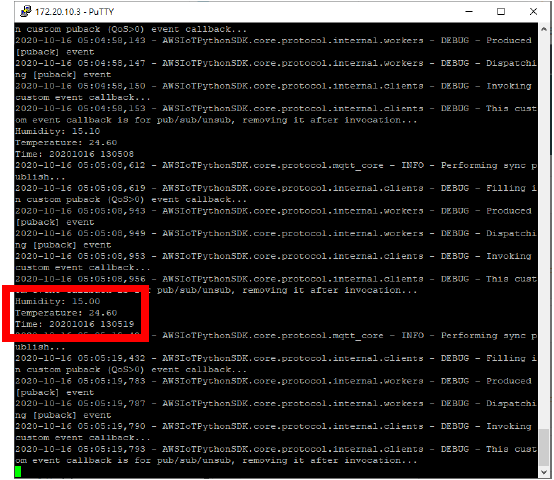 172.20.10.3 - PuTTY
n custom puback (QoS>0) event callback...
2020-10-16 05:04:58,143 - AWSIoTPythonSDK.core.protocol.internal.workers - DEBUG - Produced
[puback] event
2020-10-16 05:04:58,147 - AWSIoTPythonSDK.core.protocol.internal.workers - DEBUG - Dispatchi
ng [puback] event
2020-10-16 05:04:58,150 - AWSIoTPythonSDK.core.protocol.internal.clients - DEBUG - Invoking
custom event callback...
2020-10-16 05:04:58,153 - AWSIoTPythonSDK.core.protocol.internal.clients - DEBUG - This cust
om event callback is for pub/sub/unsub, removing it after invocation...
Humidity: 15.10
Temperature: 24.60
Time: 20201016 130508
2020-10-16 05:05:08,612 - AWSIoTPythonSDK.core.protocol.mqtt_core - INFO - Performing sync p
ublish...
2020-10-16 05:05:08,619 - AWSIoTPythonSDK.core.protocol.internal.clients - DEBUG - Filling i
n custom puback (QoS>0) event callback...
2020-10-16 05:05:08,943 - AWSIoTPythonSDK.core.protocol.internal.workers - DEBUG - Produced
[puback] event
2020-10-16 05:05:08,949 - AWSIoTPythonSDK.core.protocol.internal.workers - DEBUG - Dispatchi
ng [puback] event
2020-10-16 05:05:08,953 - AWSIoTPythonSDK.core.protocol.internal.clients - DEBUG - Invoking
custom event callback...
2020-10-16 05:05:08,956 - AWSIoTPythonSDK.core.protocol.internal.clients - DEBUG - This cust
is for pub/sub/unsub, removing it after invocation...
Humidity: 15.00
Temperature: 24.60
Time: 20201016 130519
- AWSIoTPythonSDK.core.protocol.mqtt_core - INFO - Performing sync p
ublish...
2020-10-16 05:05:19,432 - AWSIoTPythonSDK.core.protocol.internal.clients - DEBUG - Filling i
n custom puback (QoS>0) event callback...
2020-10-16 05:05:19,783 - AWSIoTPythonSDK.core.protocol.internal.workers - DEBUG - Produced
[puback] event
2020-10-16 05:05:19,787 - AWSIoTPythonSDK.core.protocol.internal.workers - DEBUG - Dispatchi
ng [puback] event
2020-10-16 05:05:19,790 - AWSIoTPythonSDK.core.protocol.internal.clients - DEBUG - Invoking
custom event callback...
2020-10-16 05:05:19,793 - AWSIoTPythonSDK.core.protocol.internal.clients - DEBUG - This cust
om event callback is for pub/sub/unsub, removing it after invocation...